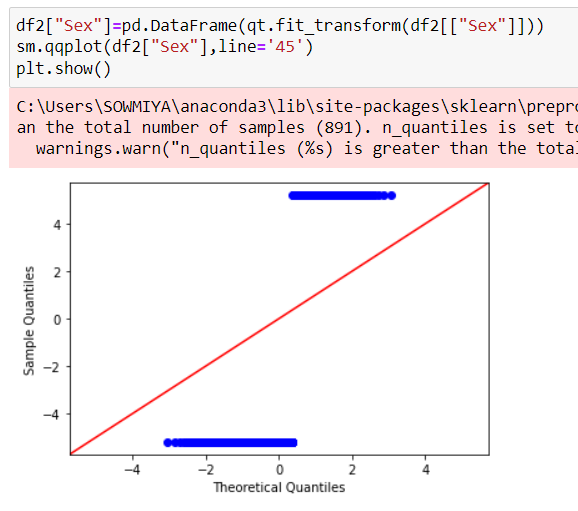 df2["Sex"]=pd.DataFrame(qt.fit_transform(df2[["Sex"]]))
sm.qqplot(df2["Sex"],line='45')
plt.show()
C:\Users\SOWMIYA\anaconda3\lib\site-packages\sklearn\prepro
an the total number of samples (891). n_quantiles is set to
warnings.warn("n_quantiles (%s) is greater than the total
4
2
0
−2
−4
Sample Quantiles
−4 −2 0 2 4
Theoretical Quantiles